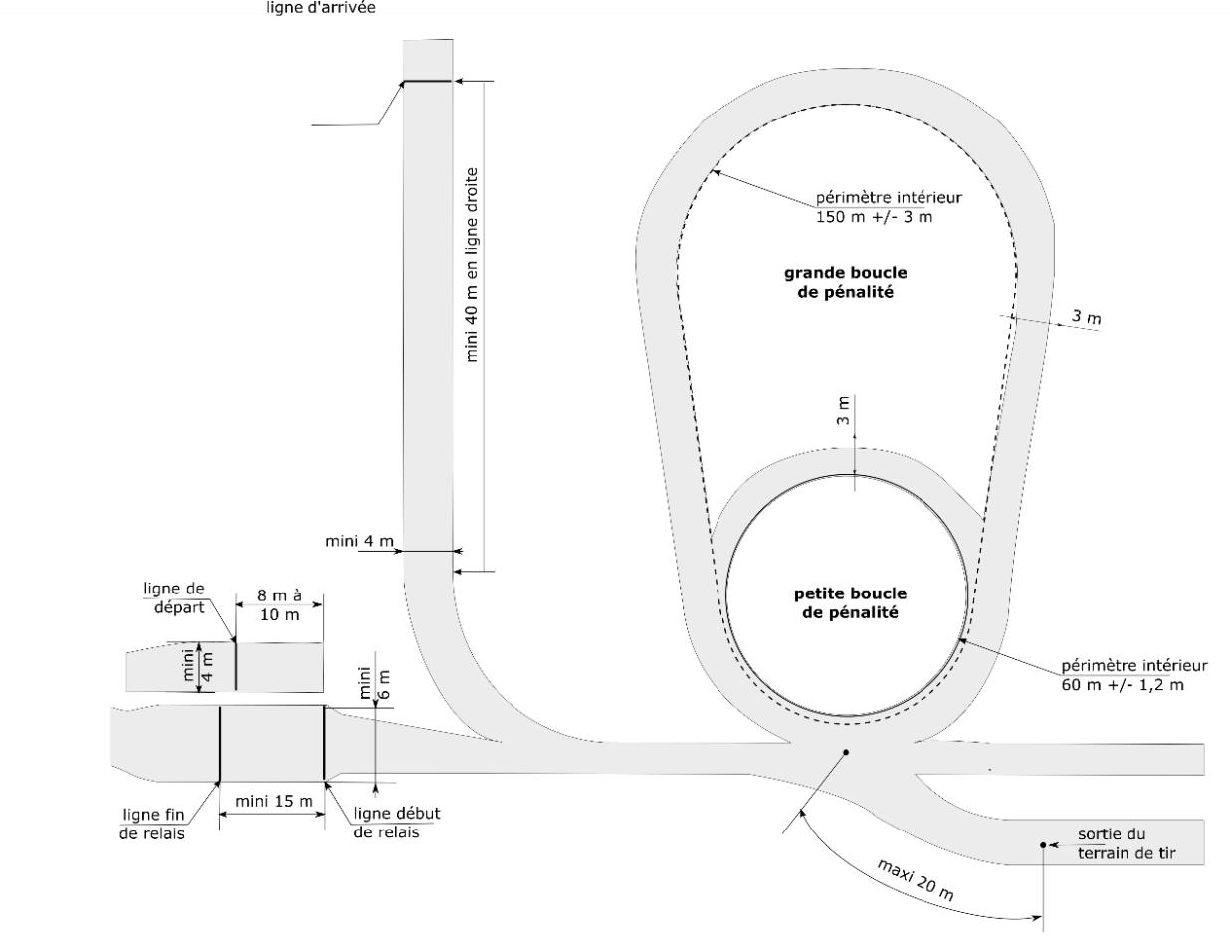 ligne d'arrivée
mini 40 m en ligne droite
périmètre intérieur
150 m +/- 3 m
grande boucle
de pénalité
3 m
3 m
mini 4 m
ligne de
départ
8 m à
10 m
mini
4 m
mini
6 m
petite boucle
de pénalité
périmètre intérieur
60 m +/- 1,2 m
ligne fin
de relais
mini 15 m
ligne début
de relais
sortie du
terrain de tir
maxi 20 m